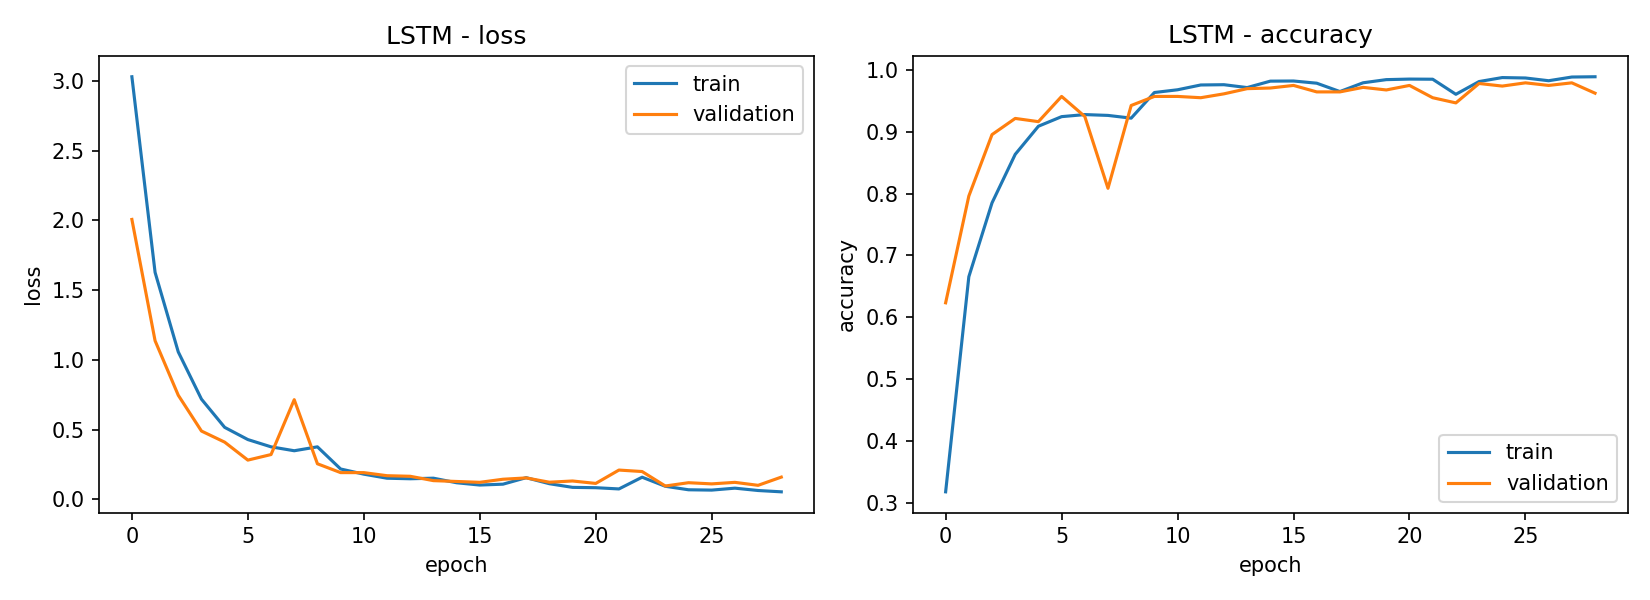 LSTM - loss
3.0
2.5
2.0
1.5
1.0
0.5
0.0
loss
0 5 10 15 20 25
epoch
train
validation
LSTM - accuracy
1.0
0.9
0.8
0.7
0.6
0.5
0.4
0.3
accuracy
0 5 10 15 20 25
epoch
train
validation